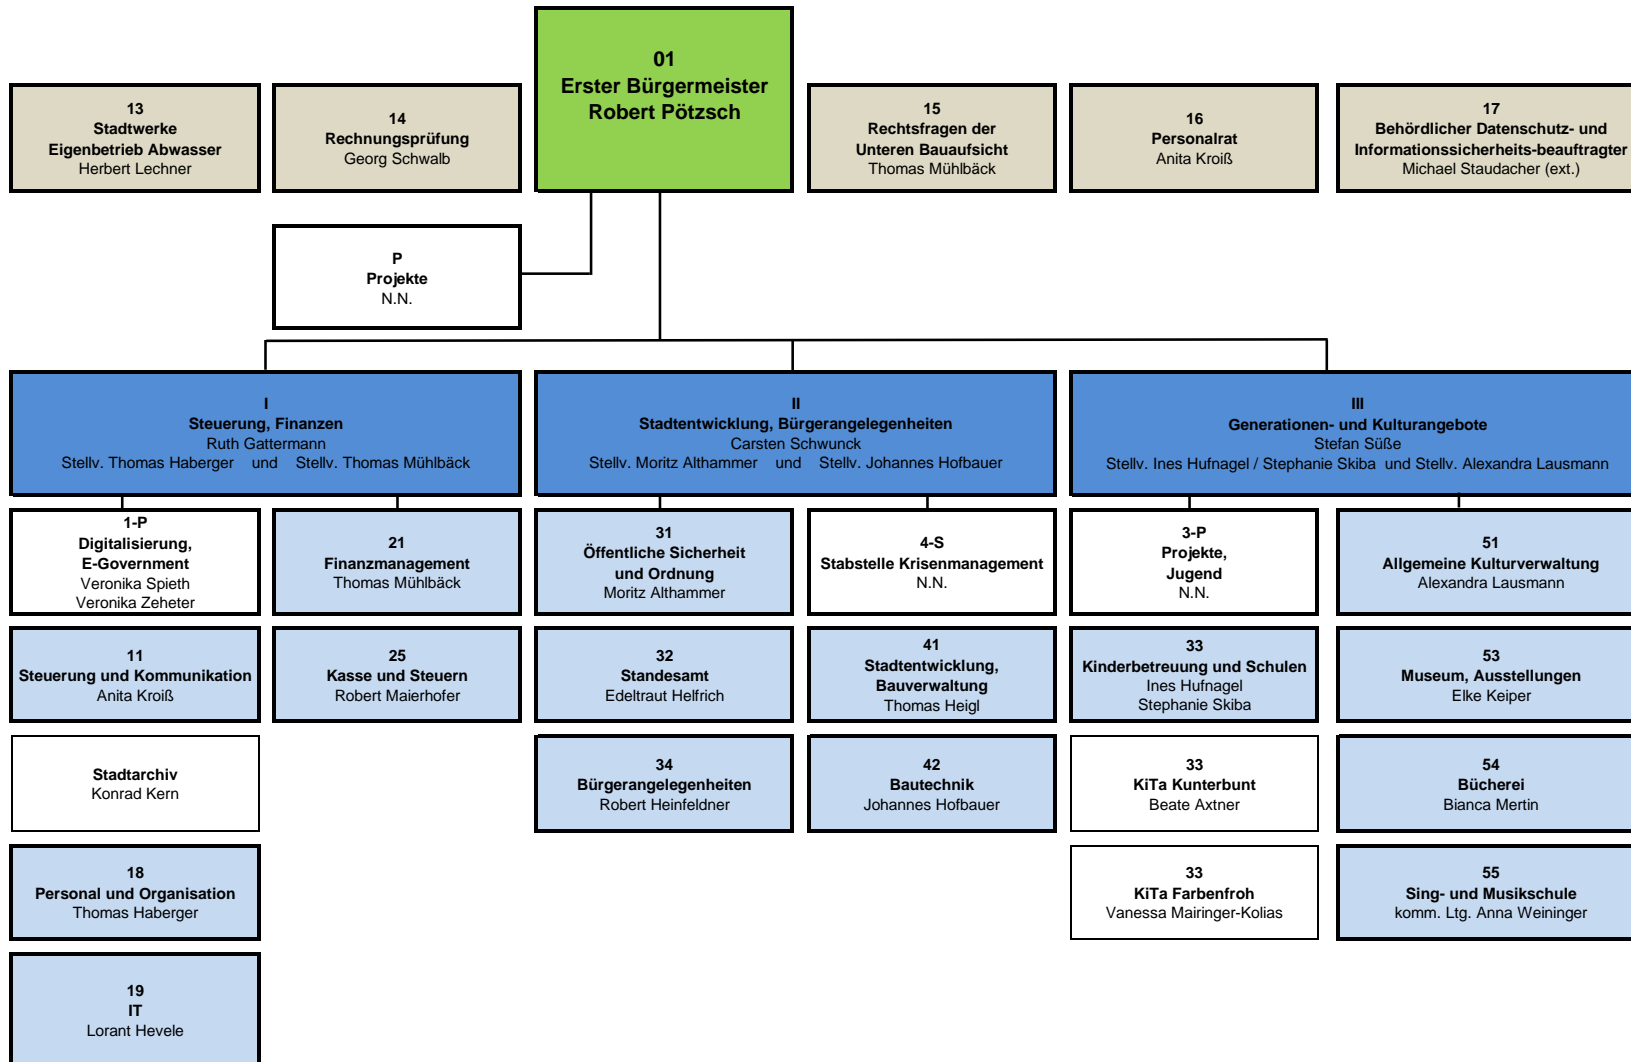 01
Erster Bürgermeister
Robert Pötzsch
13
Stadtwerke
Eigenbetrieb Abwasser
Herbert Lechner
14
Rechnungsprüfung
Georg Schwalb
15
Rechtsfragen der
Unteren Bauaufsicht
Thomas Mühlbäck
16
Personalrat
Anita Kroiß
17
Behördlicher Datenschutz- und
Informationssicherheits-beauftragter
Michael Staudacher (ext.)
P
Projekte
N.N.
I
Steuerung, Finanzen
Ruth Gattermann
Stellv. Thomas Haberger und Stellv. Thomas Mühlbäck
II
Stadtentwicklung, Bürgerangelegenheiten
Carsten Schwunck
Stellv. Moritz Althammer und Stellv. Johannes Hofbauer
III
Generationen- und Kulturangebote
Stefan Süße
Stellv. Ines Hufnagel / Stephanie Skiba und Stellv. Alexandra Lausmann
1-P
Digitalisierung,
E-Government
Veronika Spieth
Veronika Zeheter
21
Finanzmanagement
Thomas Mühlbäck
31
Öffentliche Sicherheit
und Ordnung
Moritz Althammer
4-S
Stabstelle Krisenmanagement
N.N.
3-P
Projekte,
Jugend
N.N.
51
Allgemeine Kulturverwaltung
Alexandra Lausmann
11
Steuerung und Kommunikation
Anita Kroiß
25
Kasse und Steuern
Robert Maierhofer
32
Standesamt
Edeltraut Helfrich
41
Stadtentwicklung,
Bauverwaltung
Thomas Heigl
33
Kinderbetreuung und Schulen
Ines Hufnagel
Stephanie Skiba
53
Museum, Ausstellungen
Elke Keiper
Stadtarchiv
Konrad Kern
34
Bürgerangelegenheiten
Robert Heinfeldner
42
Bautechnik
Johannes Hofbauer
33
KiTa Kunterbunt
Beate Axtner
54
Bücherei
Bianca Mertin
18
Personal und Organisation
Thomas Haberger
33
KiTa Farbenfroh
Vanessa Mairinger-Kolias
55
Sing- und Musikschule
komm. Ltg. Anna Weininger
19
IT
Lorant Hevele